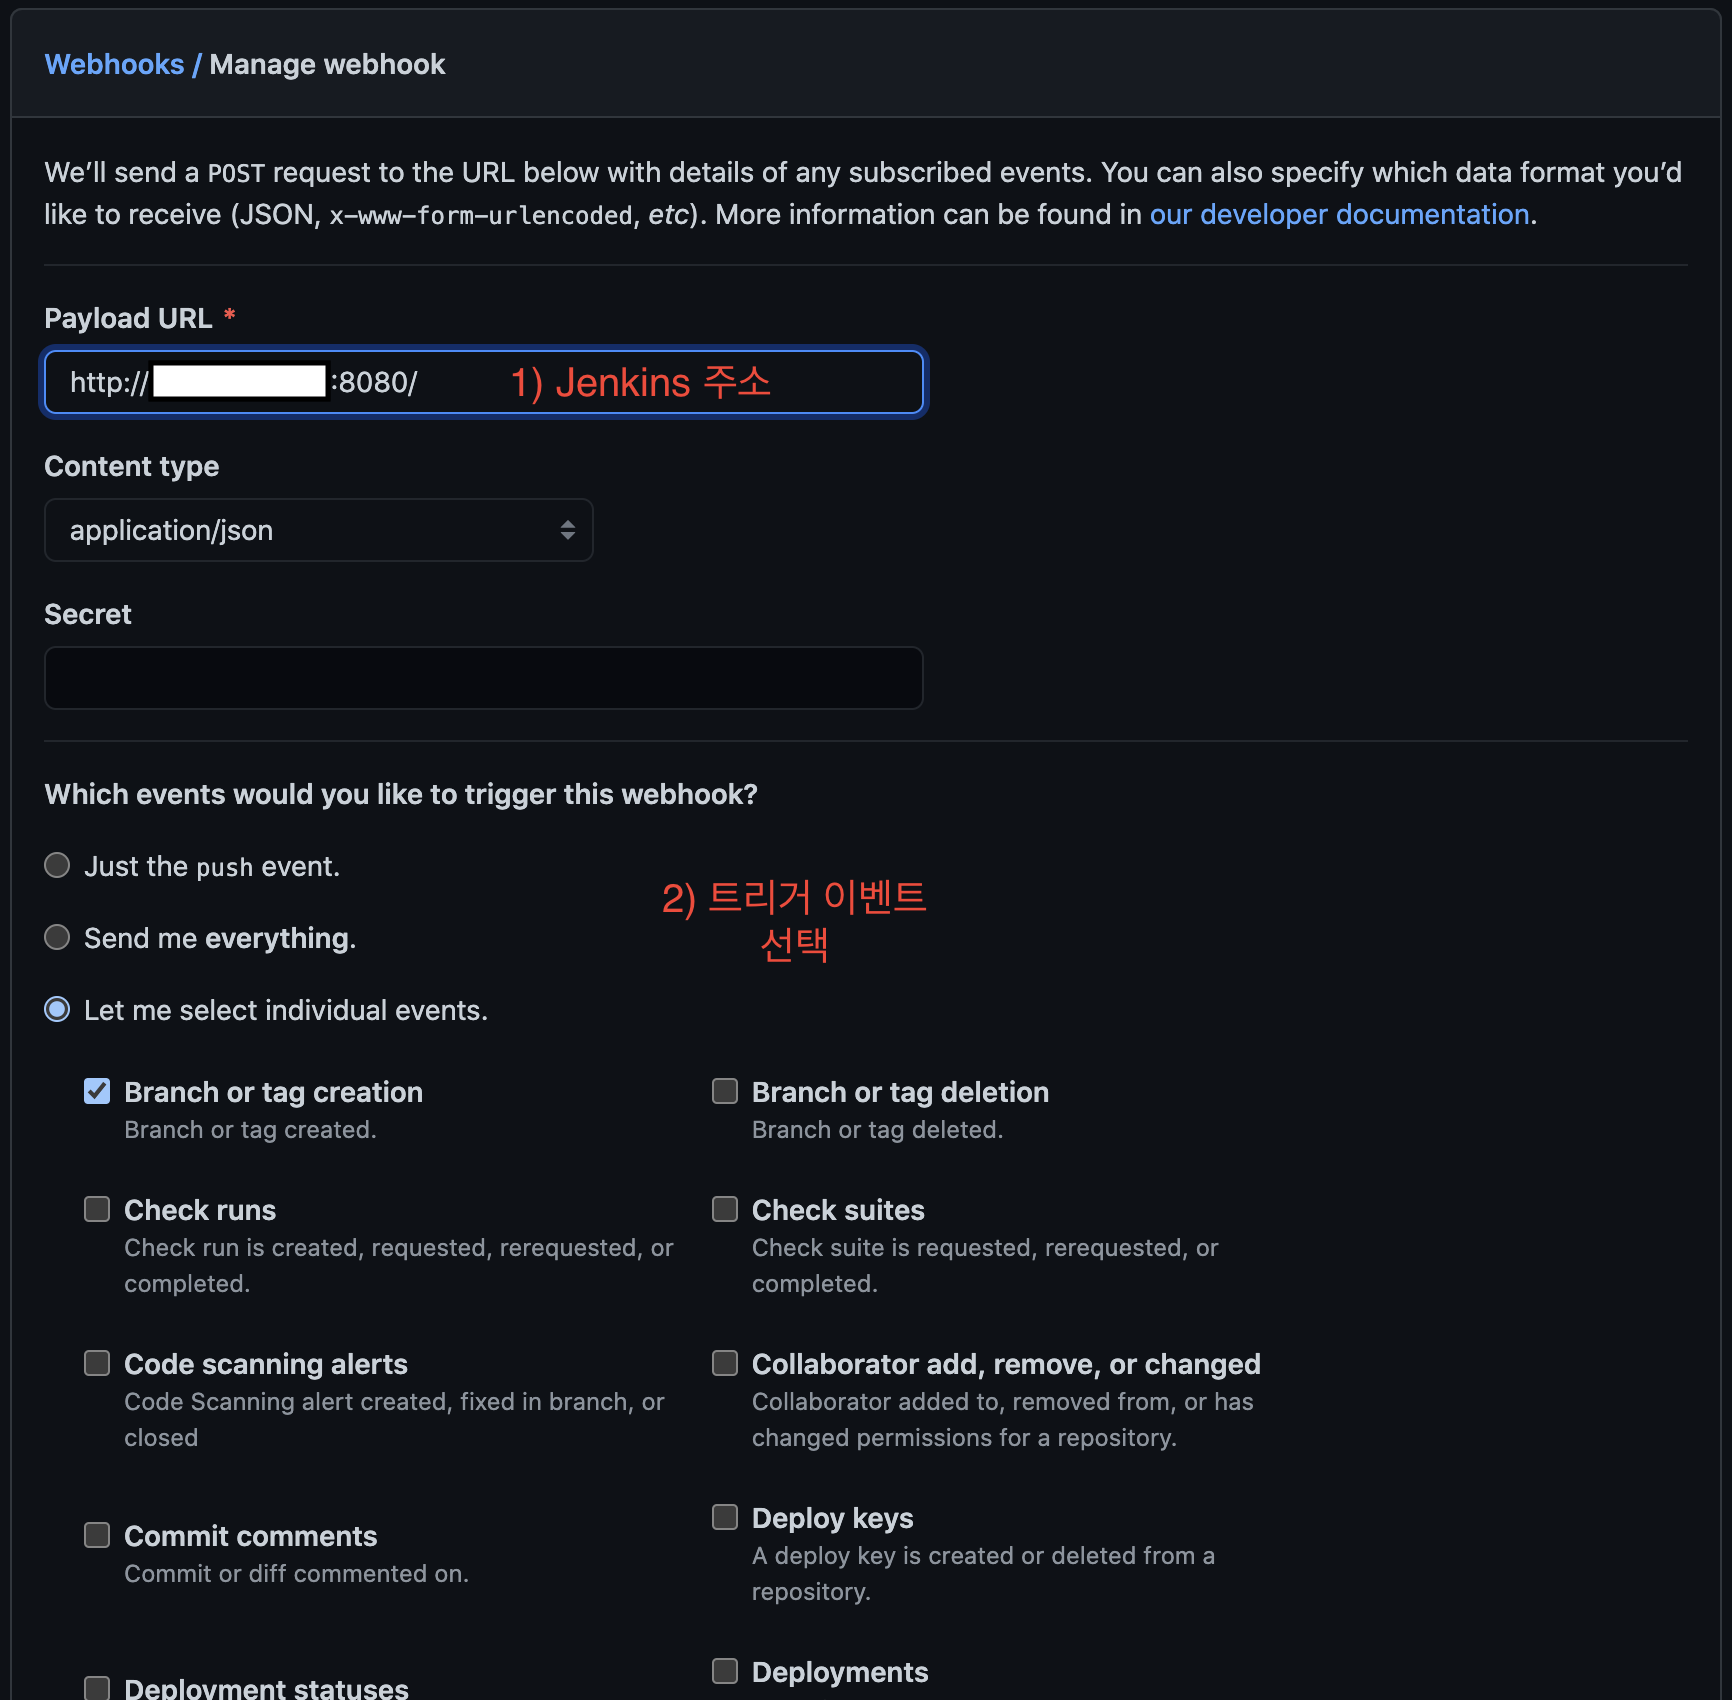 Webhooks / Manage webhook
We’ll send a POST request to the URL below with details of any subscribed events. You can also specify which data format you’d
like to receive (JSON, x-www-form-urlencoded, etc). More information can be found in our developer documentation.
Payload URL *
http:// :8080/ 1) Jenkins 주소
Content type
application/json
Secret
Which events would you like to trigger this webhook?
Just the push event.
2) 트리거 이벤트
선택
Send me everything.
Let me select individual events.
Branch or tag creation
Branch or tag created.
Branch or tag deletion
Branch or tag deleted.
Check runs
Check run is created, requested, rerequested, or
completed.
Check suites
Check suite is requested, rerequested, or
completed.
Code scanning alerts
Code Scanning alert created, fixed in branch, or
closed
Collaborator add, remove, or changed
Collaborator added to, removed from, or has
changed permissions for a repository.
Commit comments
Commit or diff commented on.
Deploy keys
A deploy key is created or deleted from a
repository.
Deployment statuses
Deployments